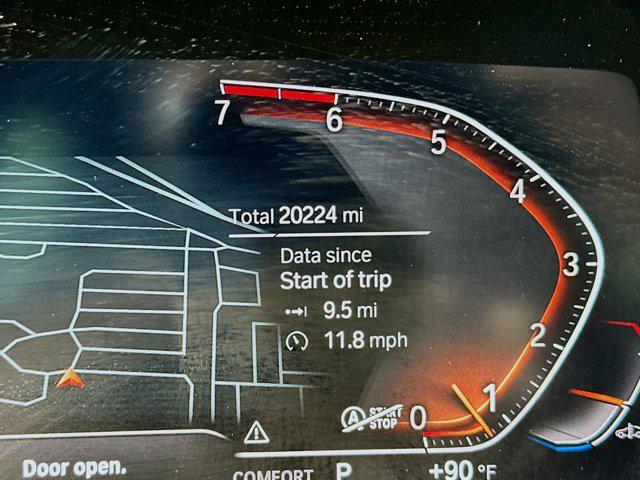 7
6
5
4
3
2
1
0
Total 20224 mi
Data since
Start of trip
9.5 mi
11.8 mph
A START
STOP
Door open.
COMFORT P +90 °F